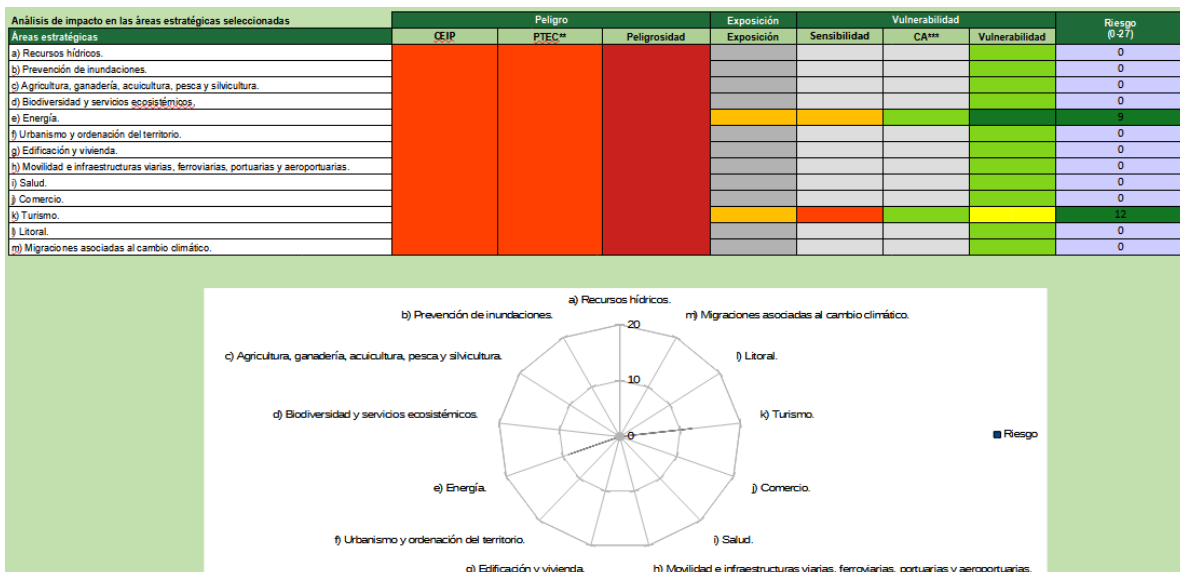 Análisis de impacto en las áreas estratégicas seleccionadas Peligro Exposición Vulnerabilidad Riesgo (0-27)
Áreas estratégicas ŒIP PTEC** Peligrosidad Exposición Sensibilidad CA*** Vulnerabilidad
a) Recursos hídricos. 0
b) Prevención de inundaciones. 0
c) Agricultura, ganadería, acuicultura, pesca y silvicultura. 0
d) Biodiversidad y servicios ecosistémicos. 0
e) Energía. 9
f) Urbanismo y ordenación del territorio. 0
g) Edificación y vivienda. 0
h) Movilidad e infraestructuras viarias, ferroviarias, portuarias y aeroportuarias. 0
i) Salud. 0
j) Comercio. 0
k) Turismo. 12
l) Litoral. 0
m) Migraciones asociadas al cambio climático. 0
a) Recursos hídricos.
b) Prevención de inundaciones. 20 m) Migraciones asociadas al cambio climático.
c) Agricultura, ganadería, acuicultura, pesca y silvicultura. l) Litoral.
10
d) Biodiversidad y servicios ecosistémicos. k) Turismo.
0 Riesgo
e) Energía. j) Comercio.
f) Urbanismo y ordenación del territorio. i) Salud.
g) Edificación y vivienda. h) Movilidad e infraestructuras viarias, ferroviarias, portuarias y aeroportuarias.